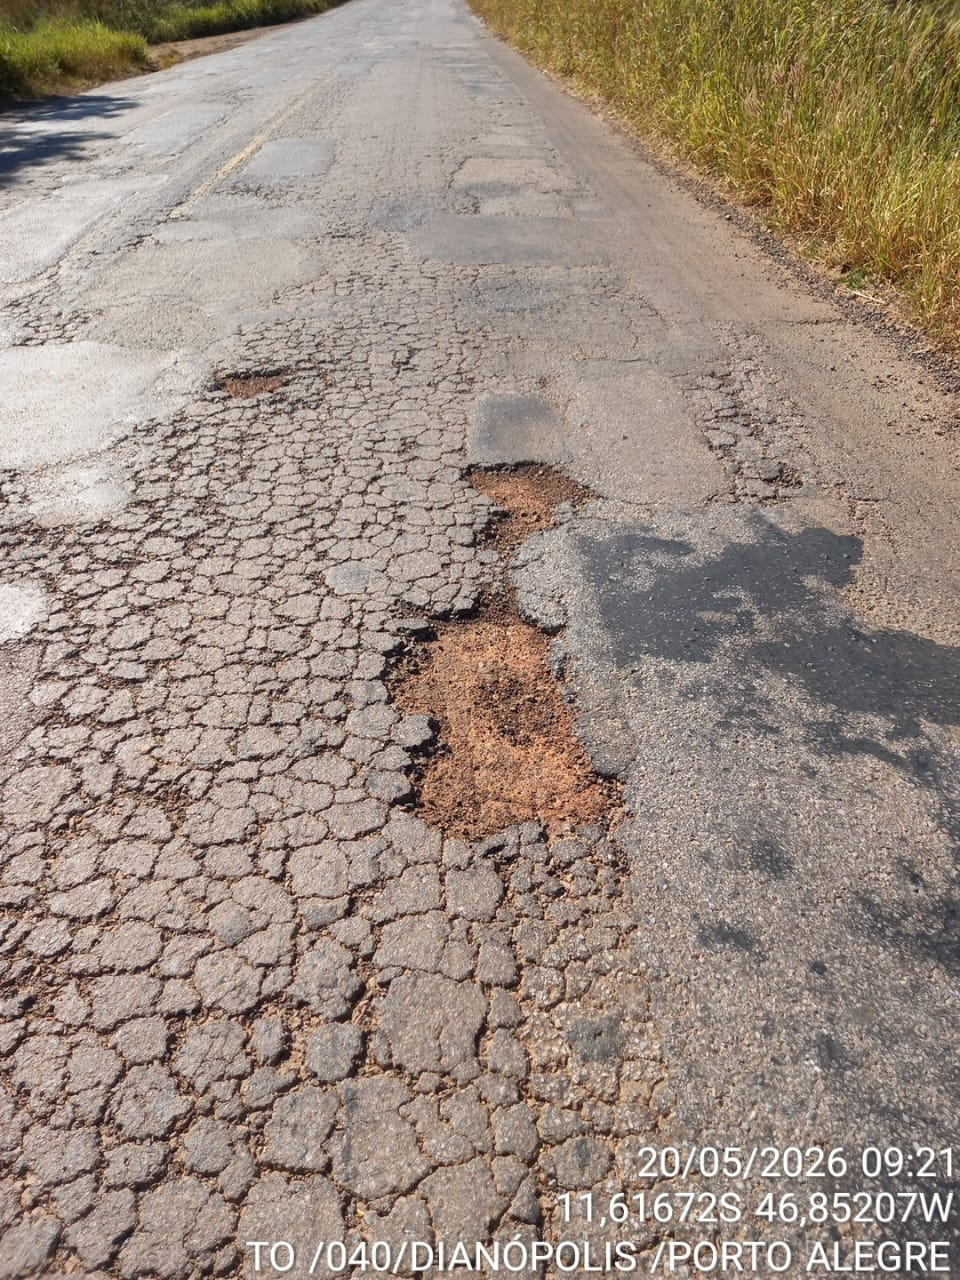 20/05/2026 09:21
11,61672S 46,85207W
TO /040/DIANÓPOLIS /PORTO ALEGRE